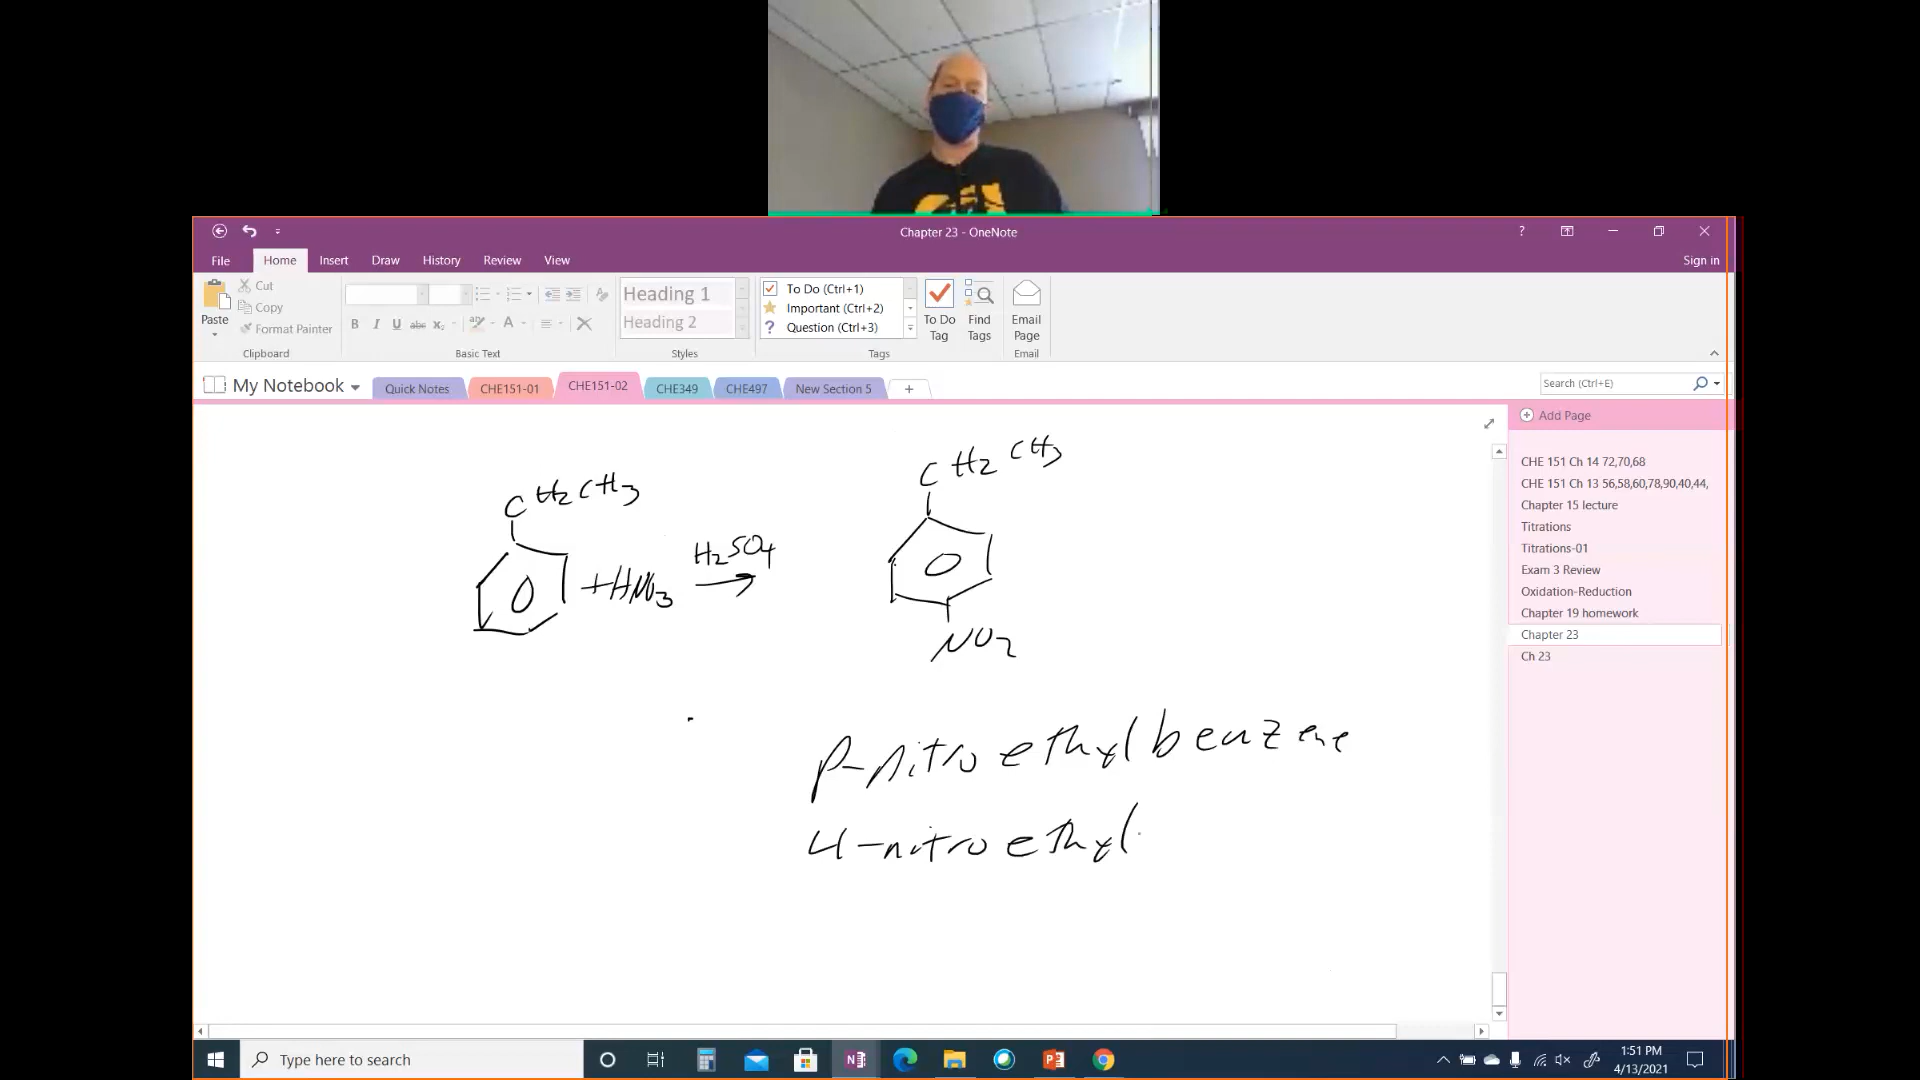 Chapter 23 - OneNote
?
File Home Insert Draw History Review View Sign in
Paste
Cut
Copy
Format Painter
Clipboard
B I U abc x₂ A
Basic Text
Heading 1
Heading 2
Styles
To Do (Ctrl+1)
Important (Ctrl+2)
? Question (Ctrl+3)
Tags
To Do Tag
Find Tags
Email Page
Email
My Notebook Quick Notes CHE151-01 CHE151-02 CHE349 CHE497 New Section 5 +
Search (Ctrl+E)
Add Page
CHE 151 Ch 14 72,70,68
CHE 151 Ch 13 56,58,60,78,90,40,44,
Chapter 15 lecture
Titrations
Titrations-01
Exam 3 Review
Oxidation-Reduction
Chapter 19 homework
Chapter 23
Ch 23
CH2CH3
+HNO3
H2SO4
CH2CH3
NO2
p-nitroethylbenzene
4-nitroethyl
Type here to search
1:51 PM
4/13/2021